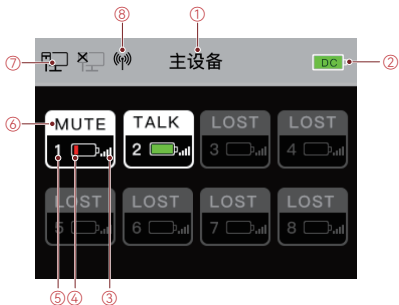 ⑧ ①
主设备
DC
②
⑦
⑥
MUTE TALK LOST LOST
1 2 3 4
LOST LOST LOST LOST
5 6 7 8
⑤ ④ ③